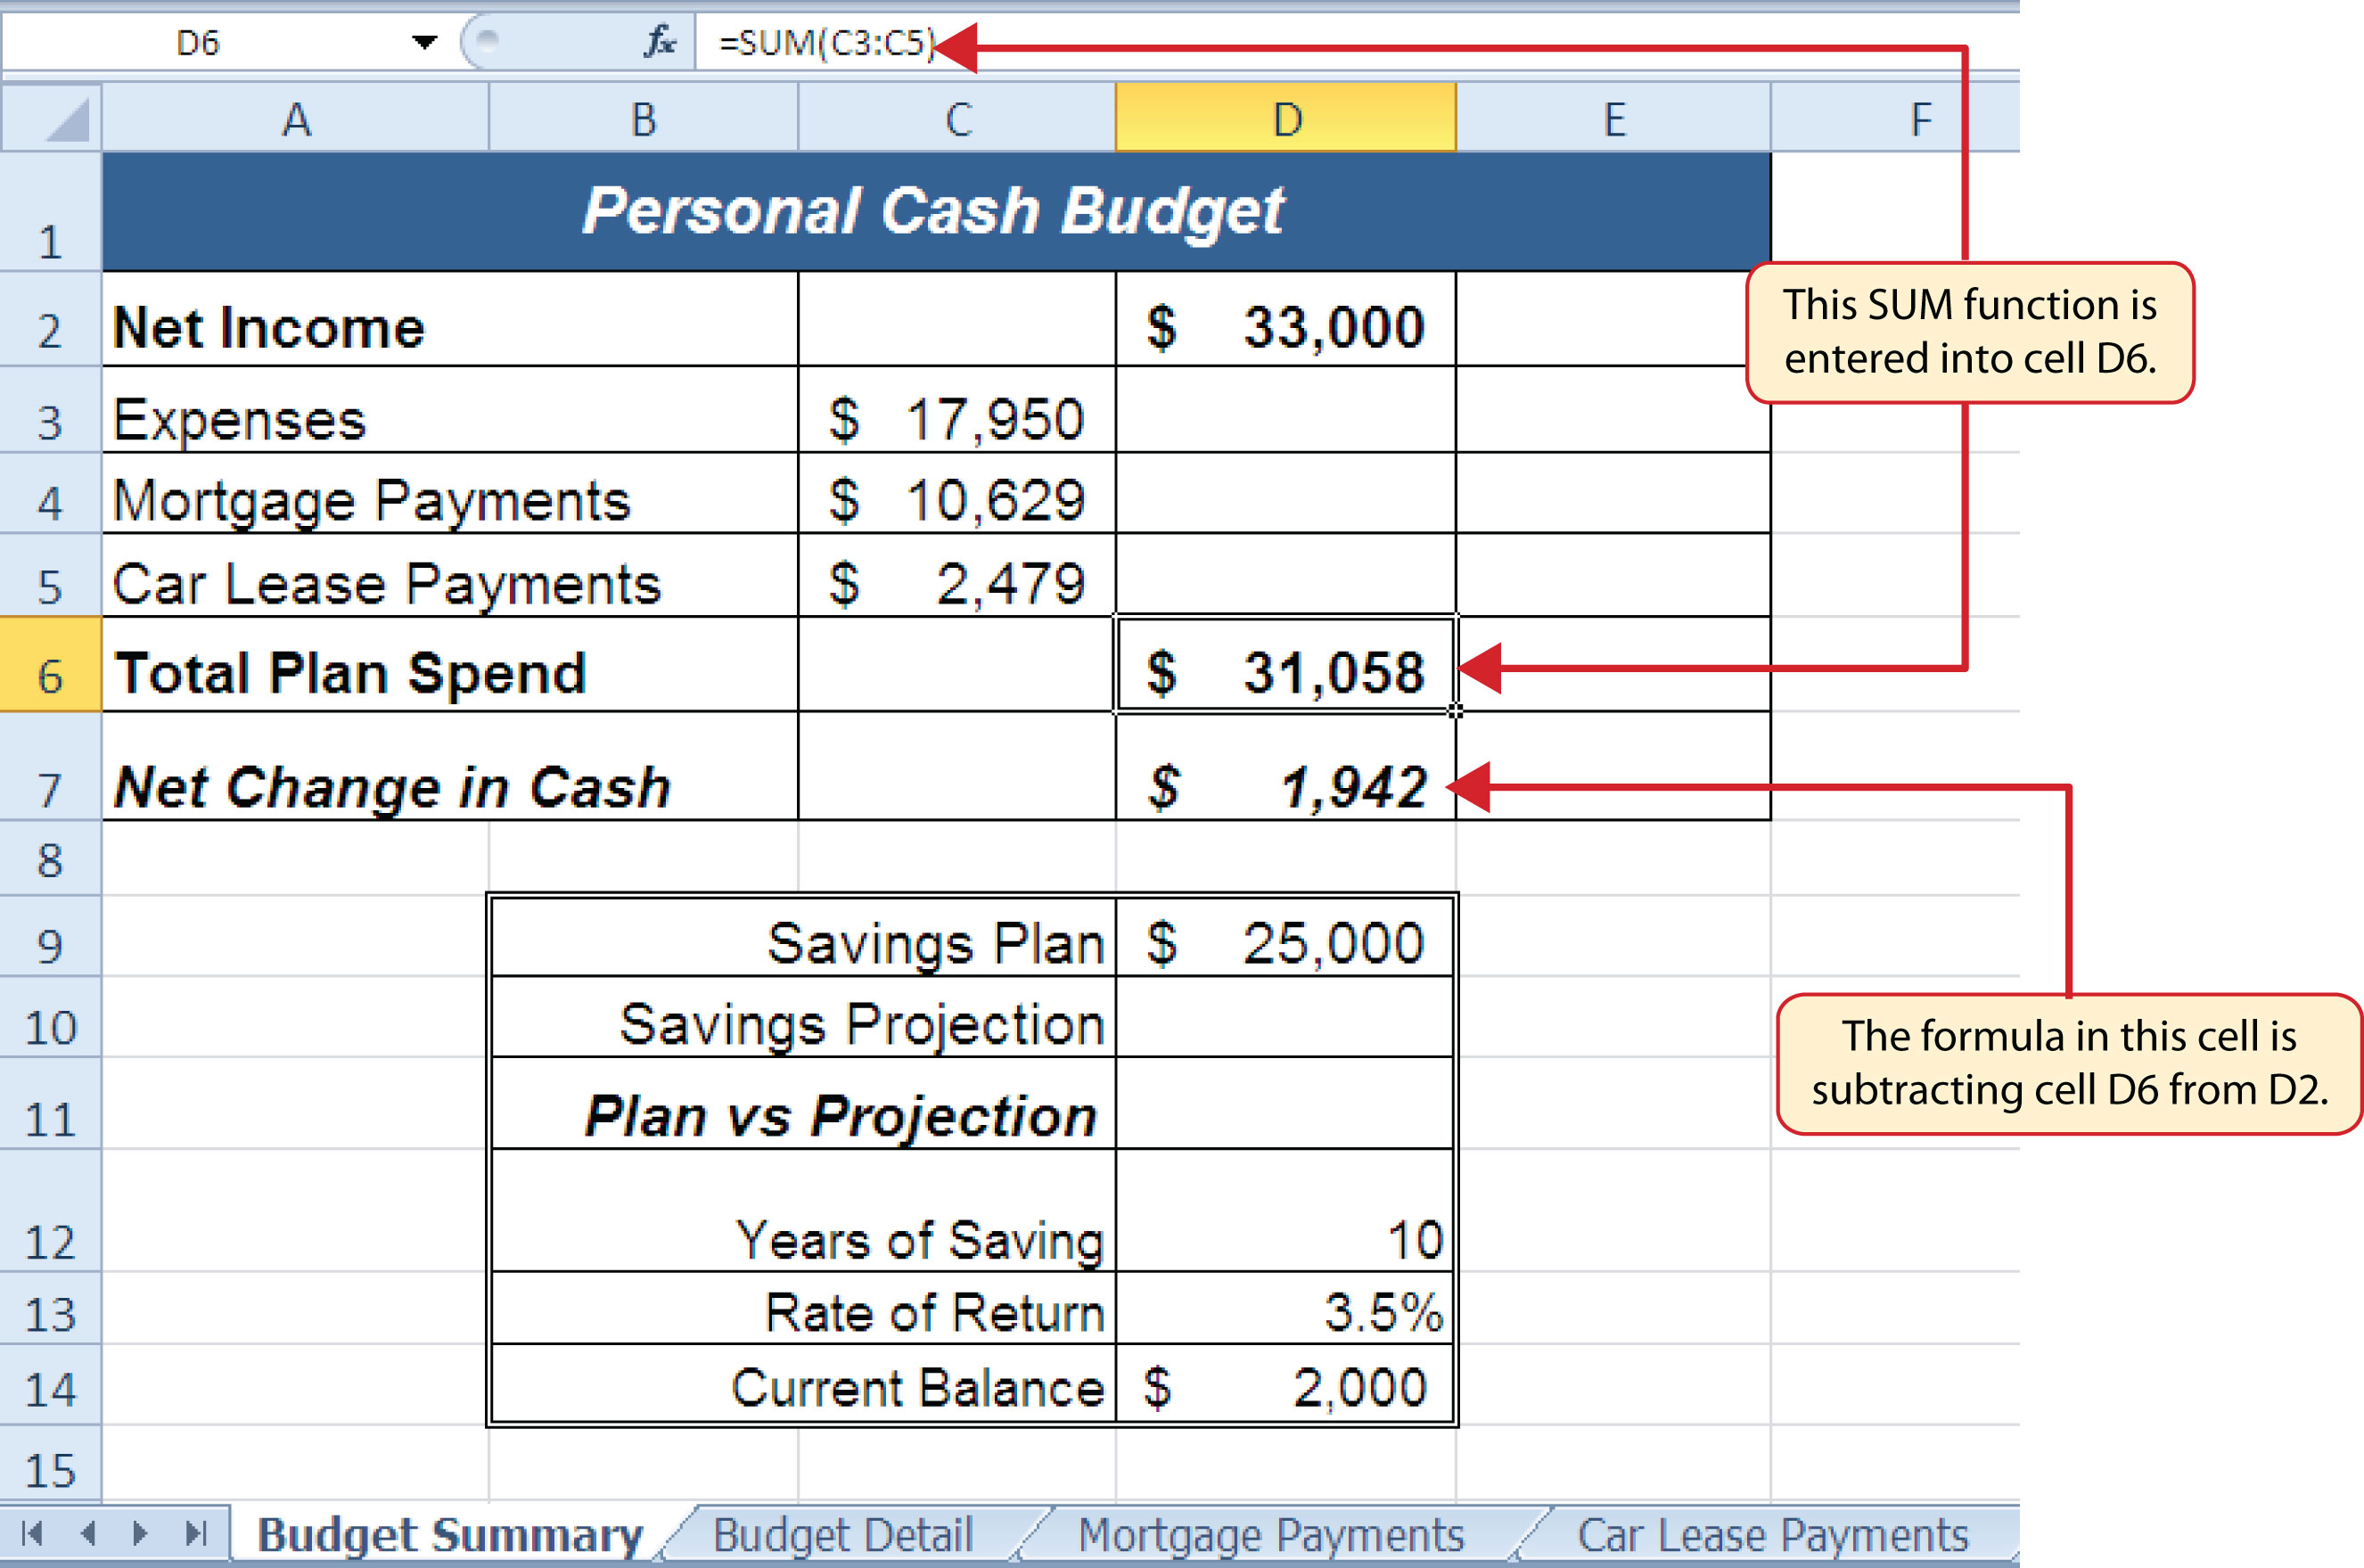 D6 fx =SUM(C3:C5)
A B C D E F
1 Personal Cash Budget
2 Net Income $ 33,000
This SUM function is
entered into cell D6.
3 Expenses $ 17,950
4 Mortgage Payments $ 10,629
5 Car Lease Payments $ 2,479
6 Total Plan Spend $ 31,058
7 Net Change in Cash $ 1,942
8
9 Savings Plan $ 25,000
10 Savings Projection
The formula in this cell is
subtracting cell D6 from D2.
11 Plan vs Projection
12 Years of Saving 10
13 Rate of Return 3.5%
14 Current Balance $ 2,000
15
Budget Summary Budget Detail Mortgage Payments Car Lease Payments